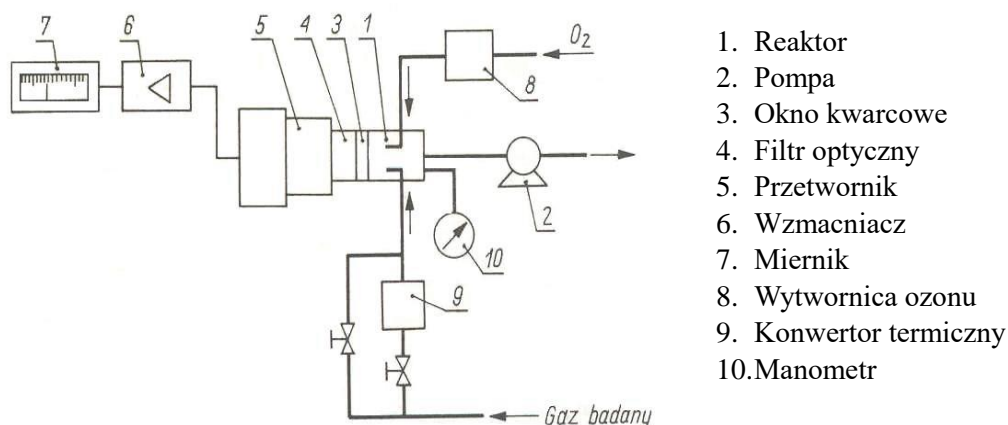 7
6
5
4
3
1
O₂
8
2
10
9
Gaz badany
1. Reaktor
2. Pompa
3. Okno kwarcowe
4. Filtr optyczny
5. Przetwornik
6. Wzmacniacz
7. Miernik
8. Wytwornica ozonu
9. Konwertor termiczny
10.Manometr